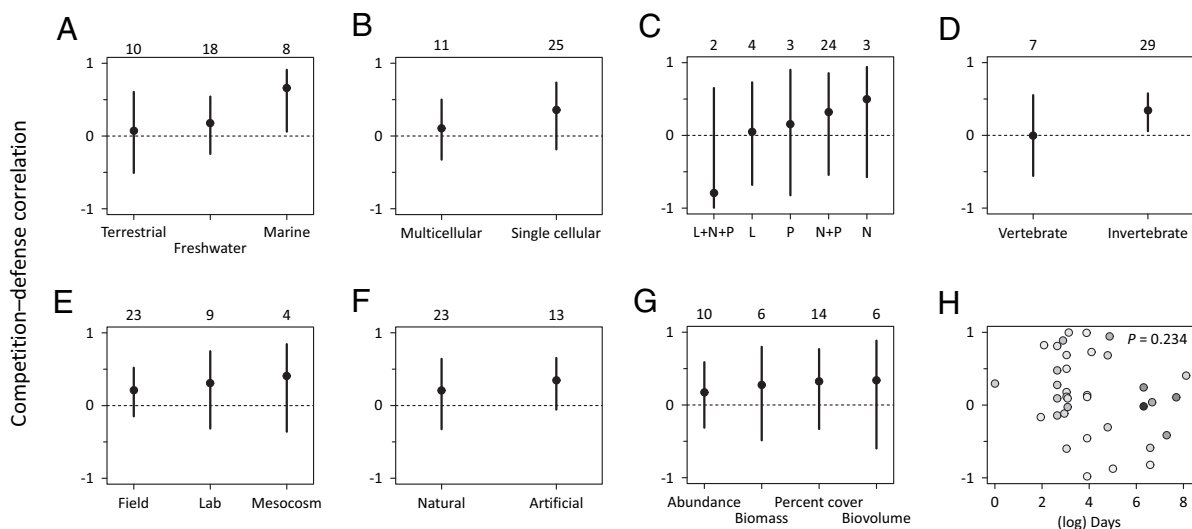 Competition–defense correlation
A
10 18 8
1
0
-1
Terrestrial Freshwater Marine
B
11 25
1
0
-1
Multicellular Single cellular
C
2 4 3 24 3
1
0
-1
L+N+P L P N+P N
D
7 29
1
0
-1
Vertebrate Invertebrate
E
23 9 4
1
0
-1
Field Lab Mesocosm
F
23 13
1
0
-1
Natural Artificial
G
10 6 14 6
1
0
-1
Abundance Percent cover
Biomass Biovolume
H
P = 0.234
1
0
-1
0 2 4 6 8
(log) Days